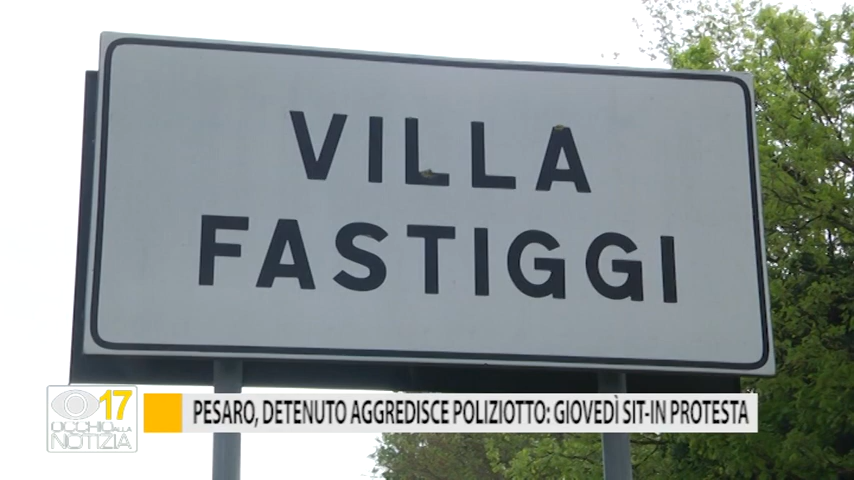 VILLA
FASTIGGI
17
OCCHIO ALLA
NOTIZIA
PESARO, DETENUTO AGGREDISCE POLIZIOTTO: GIOVEDÌ SIT-IN PROTESTA